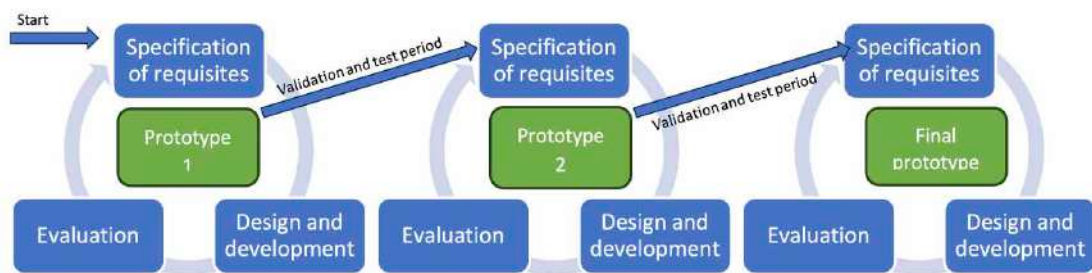 Start
Specification
of requisites
Prototype
1
Evaluation
Design and
development
Validation and test period
Specification
of requisites
Prototype
2
Evaluation
Design and
development
Validation and test period
Specification
of requisites
Final
prototype
Evaluation
Design and
development